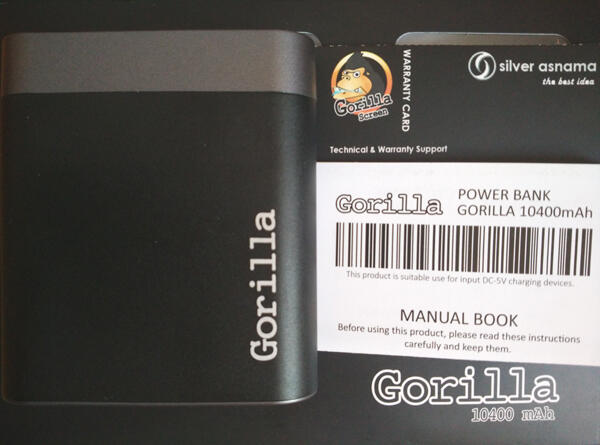 Gorilla
Gorilla
Screen
WARRANTY CARD
silver asnama
the best idea
Technical & Warranty Support
Gorilla
POWER BANK
GORILLA 10400mAh
This product is suitable use for input DC-5V charging devices.
MANUAL BOOK
Before using this product, please read these instructions
carefully and keep them.
Gorilla
10400 mAh